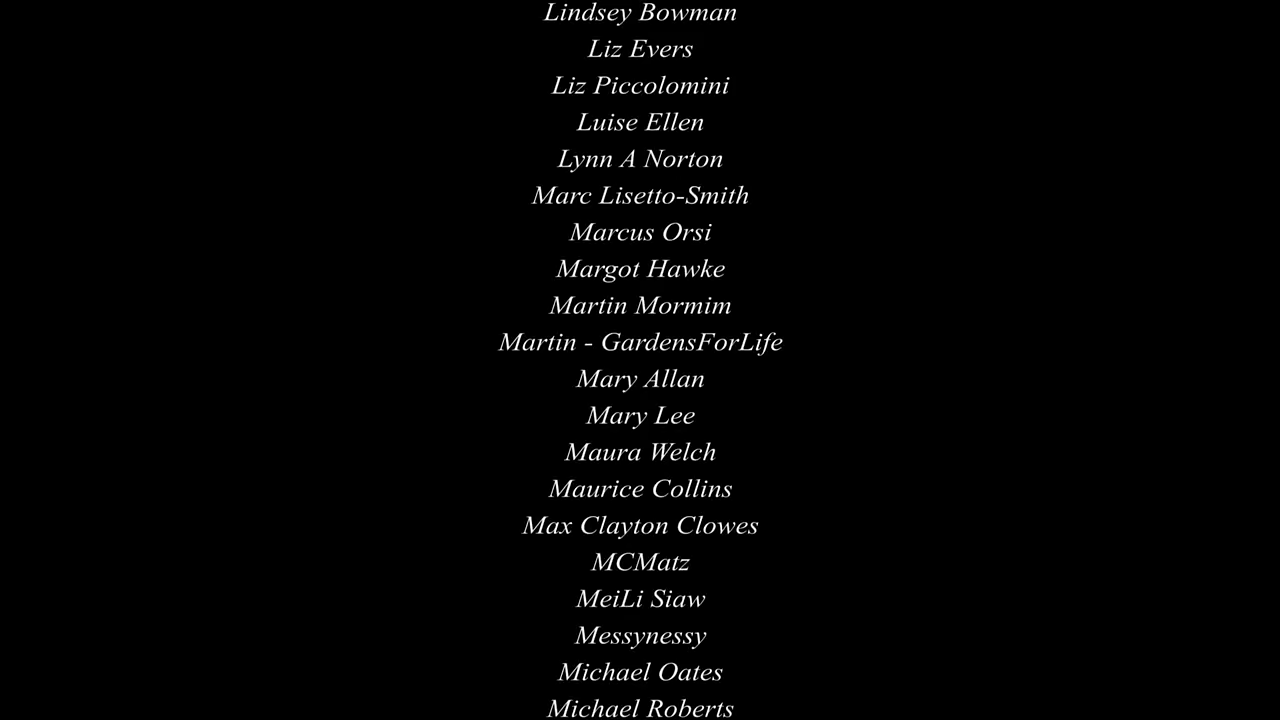 Lindsey Bowman
Liz Evers
Liz Piccolomini
Luise Ellen
Lynn A Norton
Marc Lisetto-Smith
Marcus Orsi
Margot Hawke
Martin Mormim
Martin - GardensForLife
Mary Allan
Mary Lee
Maura Welch
Maurice Collins
Max Clayton Clowes
MCMatz
MeiLi Siaw
Messynessy
Michael Oates
Michael Roberts